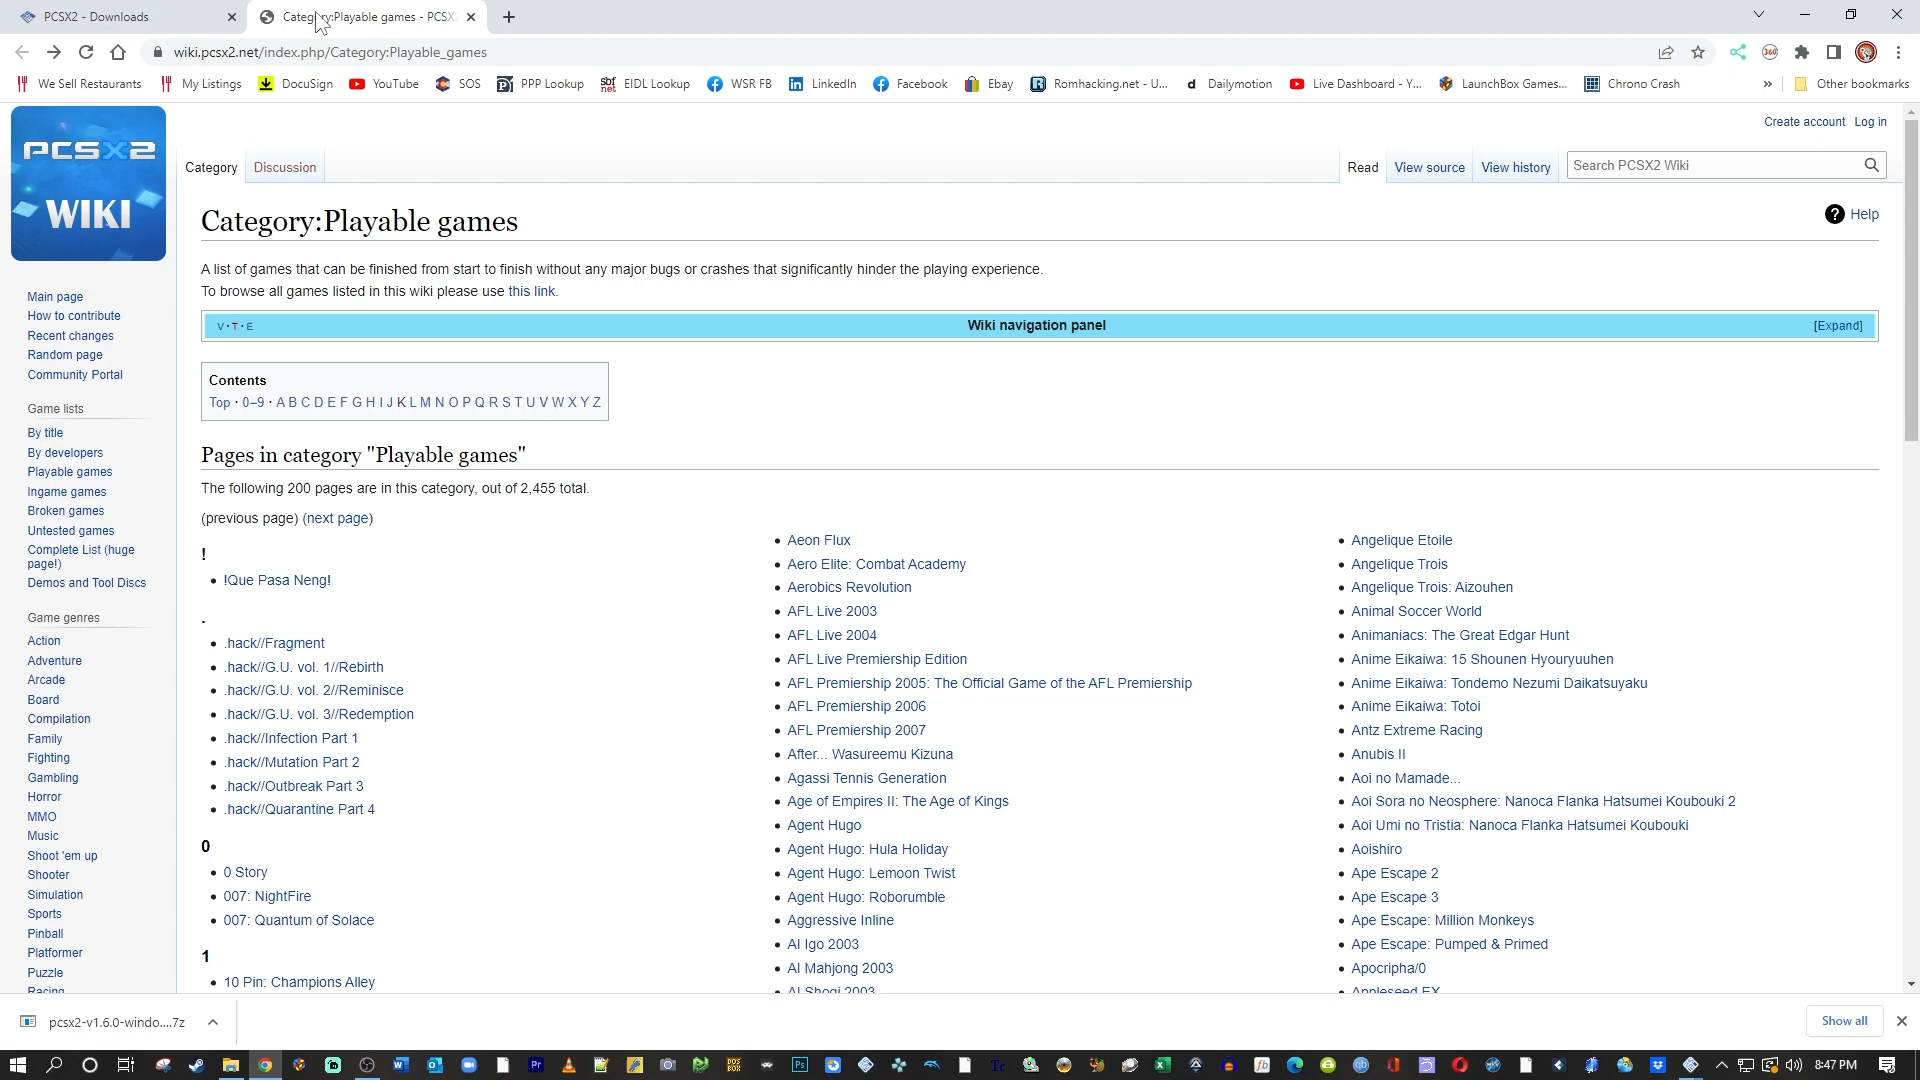 PCSX2 - Downloads
Category:Playable games - PCSX2
wiki.pcsx2.net/index.php/Category:Playable_games
We Sell Restaurants
My Listings
DocuSign
YouTube
SOS
PPP Lookup
EIDL Lookup
WSR FB
LinkedIn
Facebook
Ebay
Romhacking.net - U...
Dailymotion
Live Dashboard - Y...
LaunchBox Games...
Chrono Crash
»
Other bookmarks
PCSX2
WIKI
Create account Log in
Category Discussion
Read View source View history Search PCSX2 Wiki
Category:Playable games
? Help
A list of games that can be finished from start to finish without any major bugs or crashes that significantly hinder the playing experience.
To browse all games listed in this wiki please use this link.
V·T·E Wiki navigation panel [Expand]
Contents
Top · 0–9 · A B C D E F G H I J K L M N O P Q R S T U V W X Y Z
Pages in category "Playable games"
The following 200 pages are in this category, out of 2,455 total.
(previous page) (next page)
!
!Que Pasa Neng!
.
.hack//Fragment
.hack//G.U. vol. 1//Rebirth
.hack//G.U. vol. 2//Reminisce
.hack//G.U. vol. 3//Redemption
.hack//Infection Part 1
.hack//Mutation Part 2
.hack//Outbreak Part 3
.hack//Quarantine Part 4
0
0 Story
007: NightFire
007: Quantum of Solace
1
10 Pin: Champions Alley
Aeon Flux
Aero Elite: Combat Academy
Aerobics Revolution
AFL Live 2003
AFL Live 2004
AFL Live Premiership Edition
AFL Premiership 2005: The Official Game of the AFL Premiership
AFL Premiership 2006
AFL Premiership 2007
After... Wasureemu Kizuna
Agassi Tennis Generation
Age of Empires II: The Age of Kings
Agent Hugo
Agent Hugo: Hula Holiday
Agent Hugo: Lemoon Twist
Agent Hugo: Roborumble
Aggressive Inline
AI Igo 2003
AI Mahjong 2003
AI Shogi 2003
Angelique Etoile
Angelique Trois
Angelique Trois: Aizouhen
Animal Soccer World
Animaniacs: The Great Edgar Hunt
Anime Eikaiwa: 15 Shounen Hyouryuuhen
Anime Eikaiwa: Tondemo Nezumi Daikatsuyaku
Anime Eikaiwa: Totoi
Antz Extreme Racing
Anubis II
Aoi no Mamade...
Aoi Sora no Neosphere: Nanoca Flanka Hatsumei Koubouki 2
Aoi Umi no Tristia: Nanoca Flanka Hatsumei Koubouki
Aoishiro
Ape Escape 2
Ape Escape 3
Ape Escape: Million Monkeys
Ape Escape: Pumped & Primed
Apocripha/0
Appleseed EX
Main page
How to contribute
Recent changes
Random page
Community Portal
Game lists
By title
By developers
Playable games
Ingame games
Broken games
Untested games
Complete List (huge
page!)
Demos and Tool Discs
Game genres
Action
Adventure
Arcade
Board
Compilation
Family
Fighting
Gambling
Horror
MMO
Music
Shoot 'em up
Shooter
Simulation
Sports
Pinball
Platformer
Puzzle
Racing
pcsx2-v1.6.0-windo....7z
Show all
8:47 PM